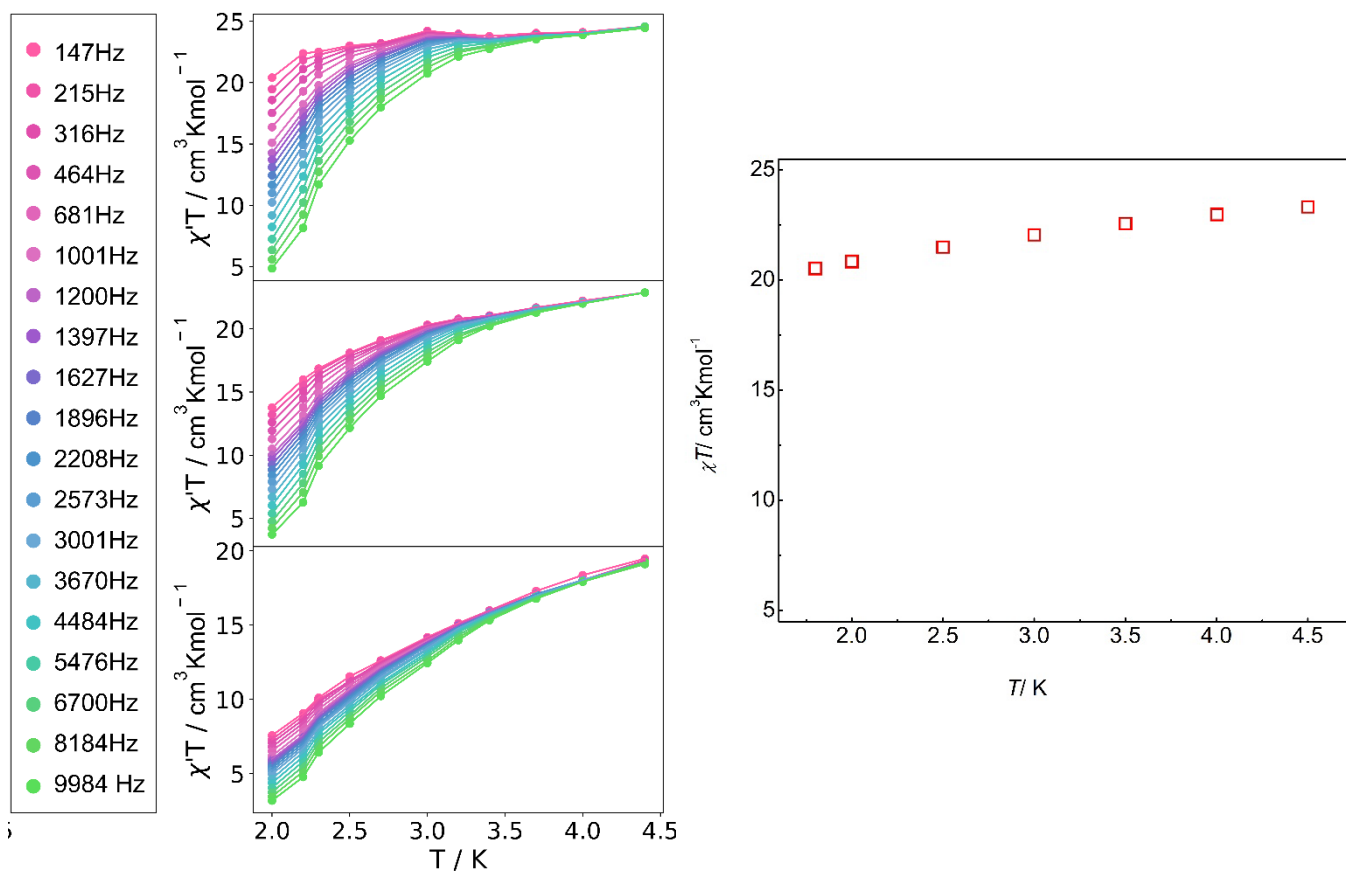 147Hz
215Hz
316Hz
464Hz
681Hz
1001Hz
1200Hz
1397Hz
1627Hz
1896Hz
2208Hz
2573Hz
3001Hz
3670Hz
4484Hz
5476Hz
6700Hz
8184Hz
9984 Hz
25
20
15
10
5
χ'T / cm³Kmol⁻¹
20
15
10
5
χ'T / cm³Kmol⁻¹
20
15
10
5
χ'T / cm³Kmol⁻¹
2.0 2.5 3.0 3.5 4.0 4.5
T / K
25
20
15
10
5
χT/ cm³Kmol⁻¹
2.0 2.5 3.0 3.5 4.0 4.5
T/ K